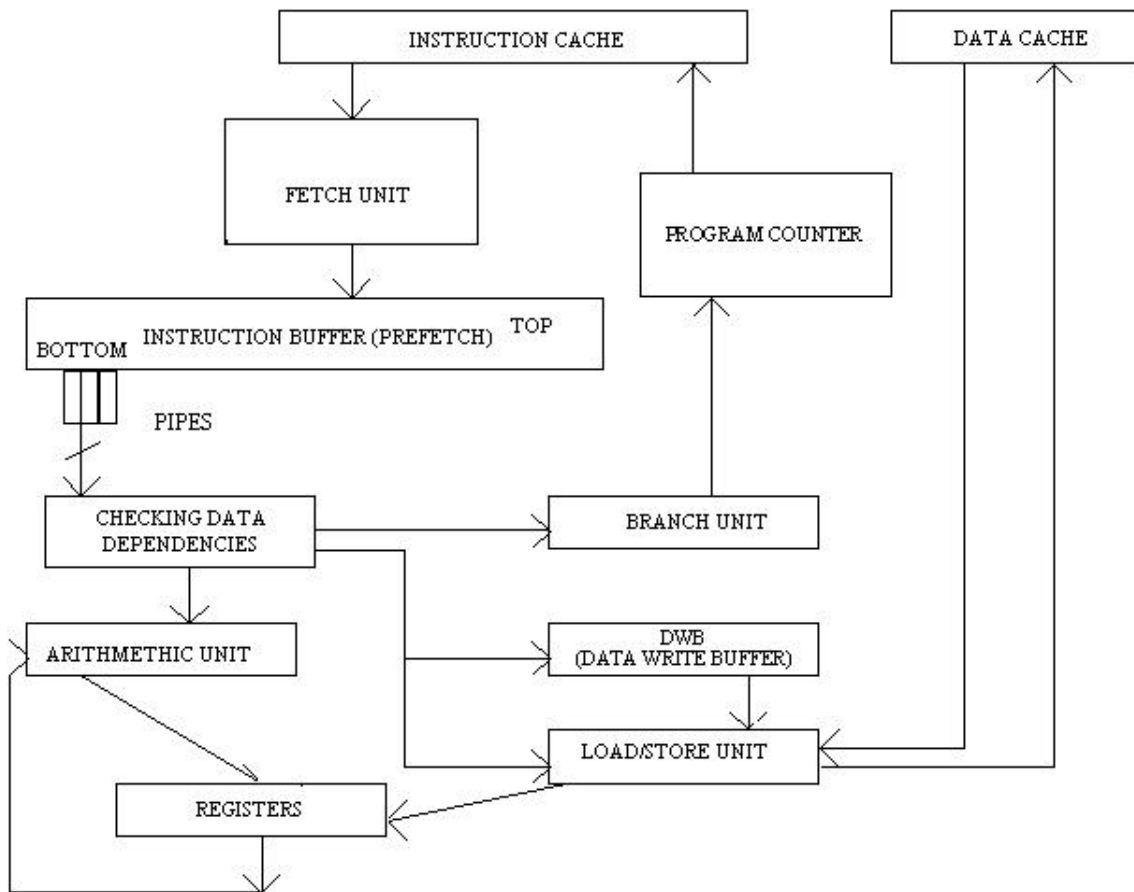 INSTRUCTION CACHE
DATA CACHE
FETCH UNIT
PROGRAM COUNTER
TOP
INSTRUCTION BUFFER (PREFETCH)
BOTTOM
PIPES
CHECKING DATA
DEPENDENCIES
BRANCH UNIT
ARITHMETHIC UNIT
DWB
(DATA WRITE BUFFER)
LOAD/STORE UNIT
REGISTERS